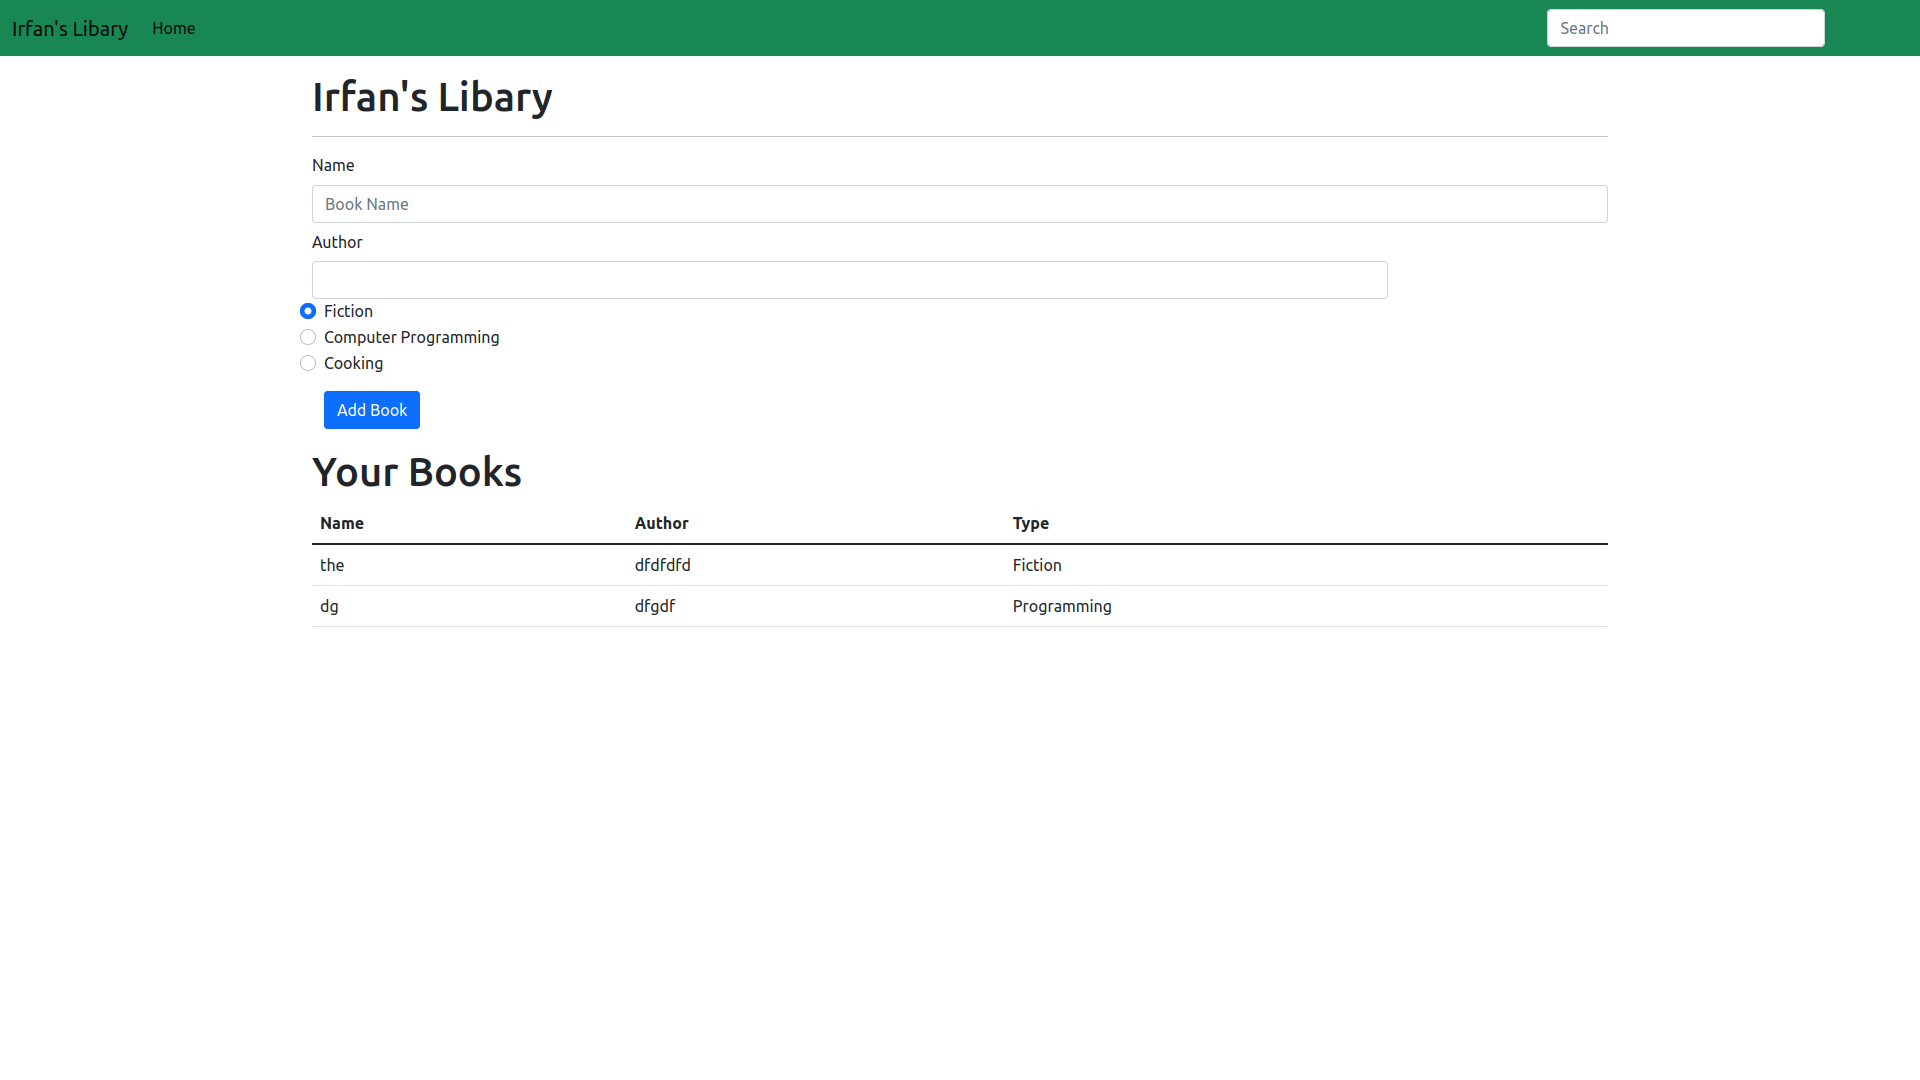 Irfan's Libary Home Search
Irfan's Libary
Name
Book Name
Author
Fiction
Computer Programming
Cooking
Add Book
Your Books
Name Author Type
the dfdfdfd Fiction
dg dfgdf Programming